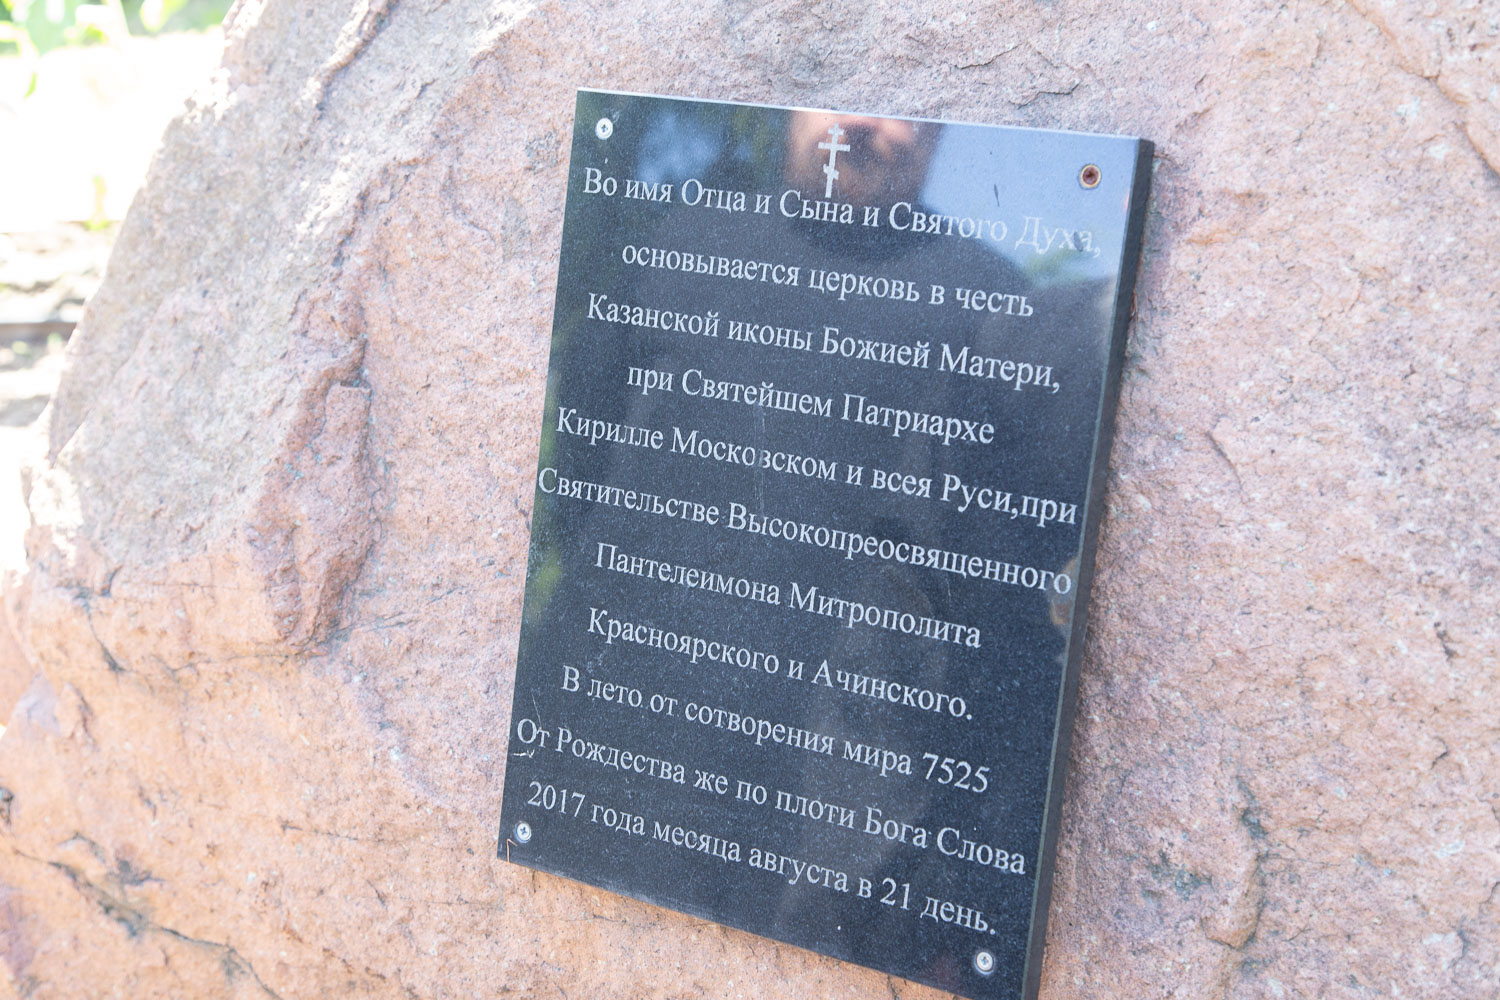 Во имя Отца и Сына и Святого Духа,
основывается церковь в честь
Казанской иконы Божией Матери,
при Святейшем Патриархе
Кирилле Московском и всея Руси,при
Святительстве Высокопреосвященного
Пантелеимона Митрополита
Красноярского и Ачинского.
В лето от сотворения мира 7525
От Рождества же по плоти Бога Слова
2017 года месяца августа в 21 день.